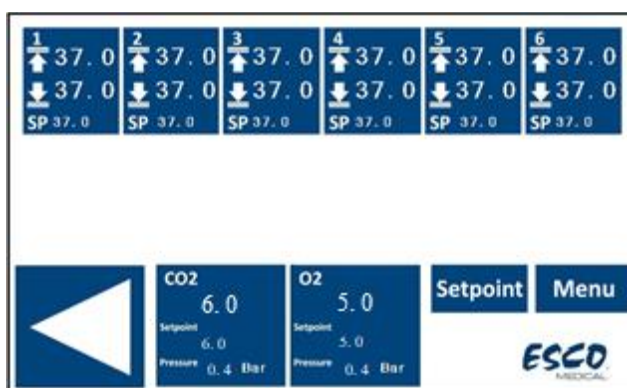 1 2 3 4 5 6
37.0 37.0 37.0 37.0 37.0 37.0
37.0 37.0 37.0 37.0 37.0 37.0
SP 37.0 SP 37.0 SP 37.0 SP 37.0 SP 37.0 SP 37.0
CO2 O2 Setpoint Menu
6.0 5.0
Setpoint Setpoint
6.0 5.0
Pressure 0.4 Bar Pressure 0.4 Bar
ESCO
MEDICAL